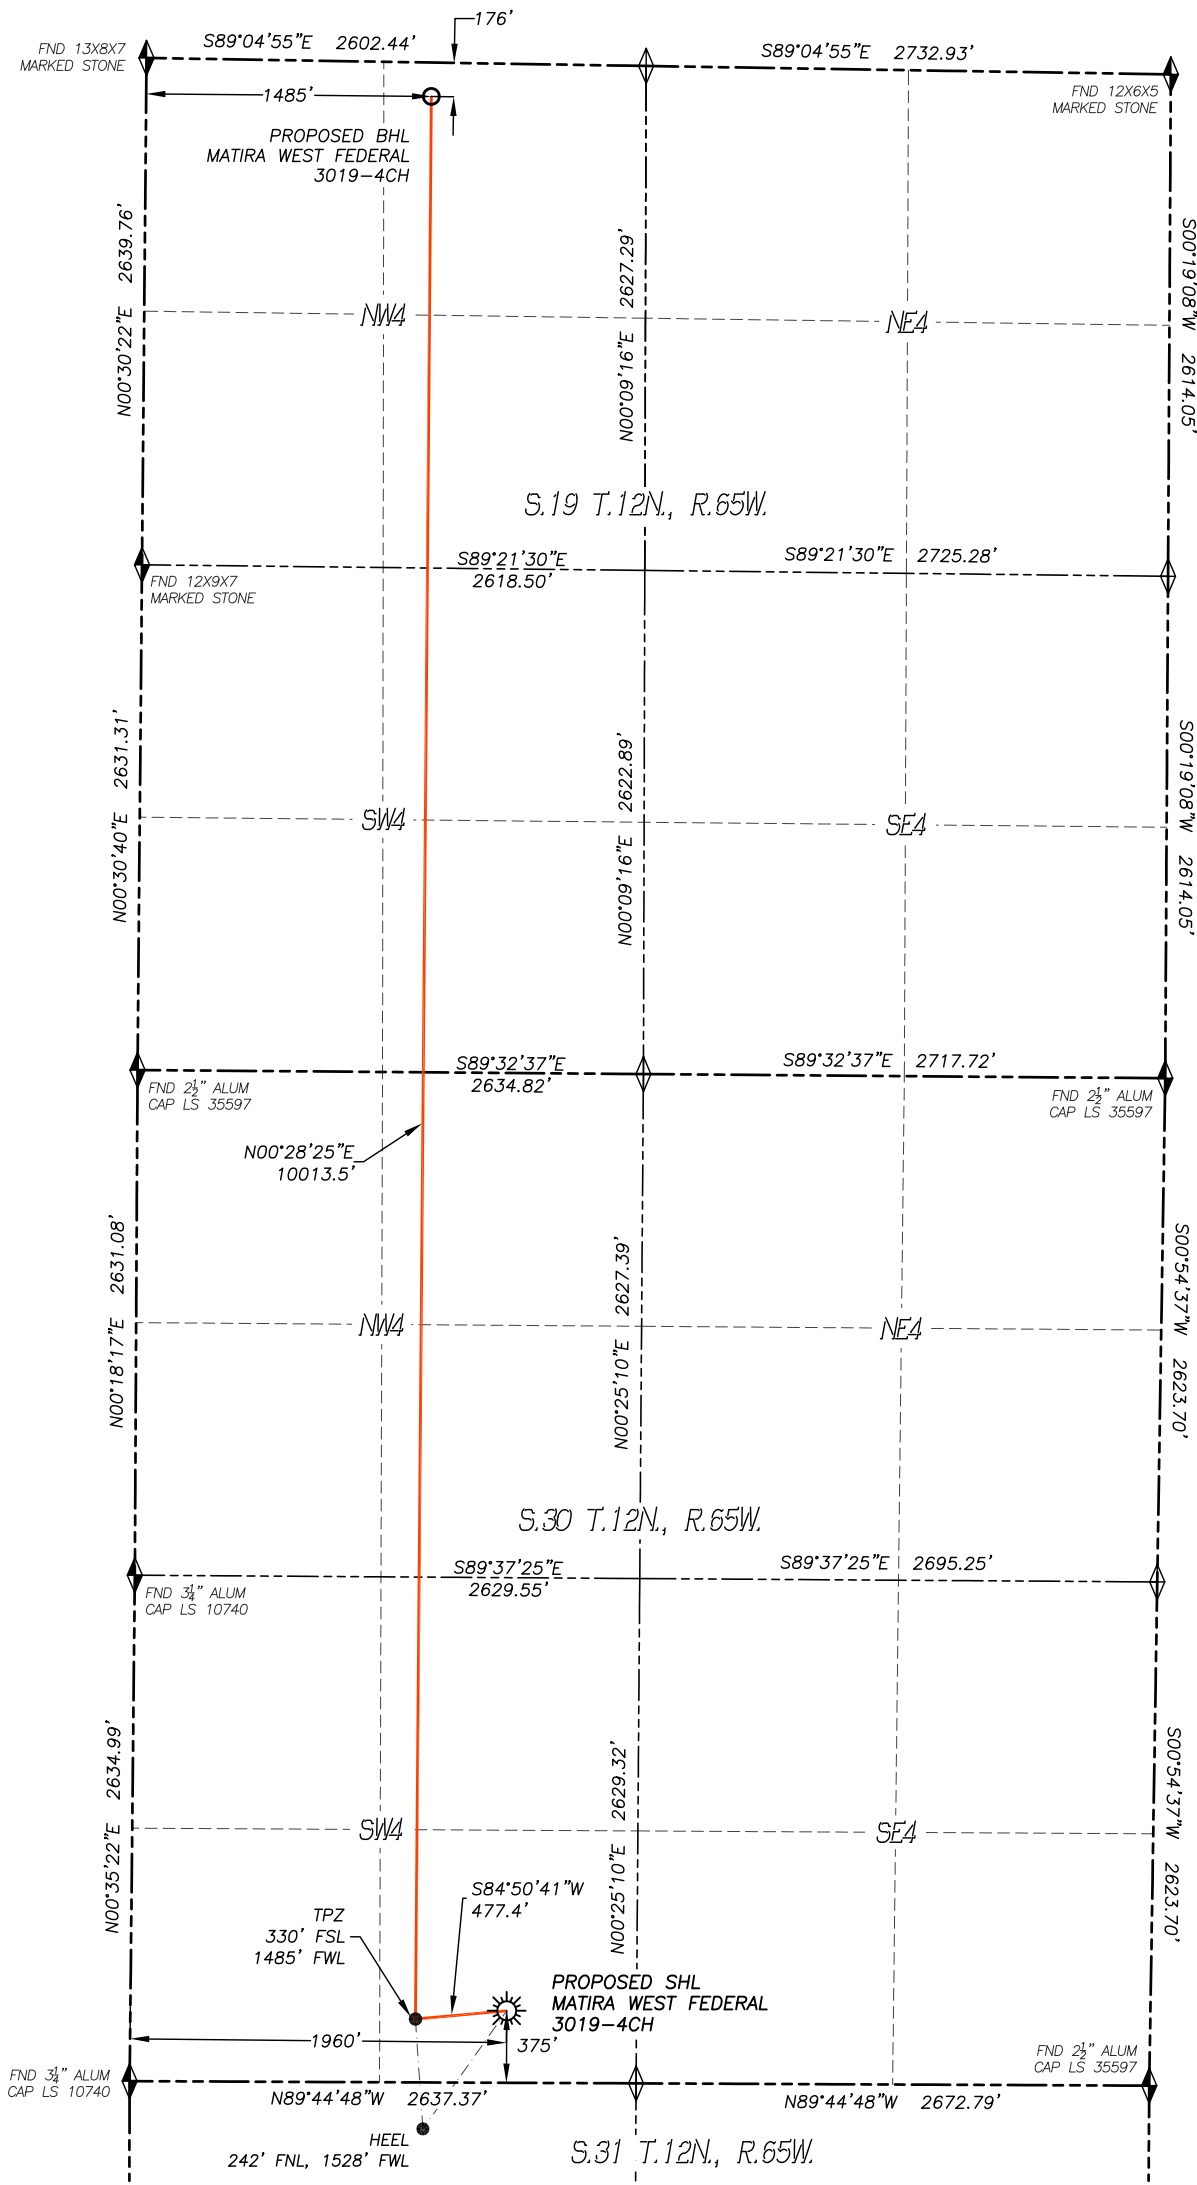 176'
S89°04'55"E 2602.44'
S89°04'55"E 2732.93'
FND 13X8X7
MARKED STONE
FND 12X6X5
MARKED STONE
1485'
PROPOSED BHL
MATIRA WEST FEDERAL
3019-4CH
N00°30'22"E 2639.76'
N00°09'16"E 2627.29'
S00°19'08"W 2614.05'
NW4
NE4
S.19 T.12N., R.65W.
S89°21'30"E
2618.50'
S89°21'30"E 2725.28'
FND 12X9X7
MARKED STONE
N00°30'40"E 2631.31'
N00°09'16"E 2622.89'
S00°19'08"W 2614.05'
SW4
SE4
S89°32'37"E
2634.82'
S89°32'37"E 2717.72'
FND 2½" ALUM
CAP LS 35597
FND 2½" ALUM
CAP LS 35597
N00°28'25"E
10013.5'
N00°18'17"E 2631.08'
N00°25'10"E 2627.39'
S00°54'37"W 2623.70'
NW4
NE4
S.30 T.12N., R.65W.
S89°37'25"E
2629.55'
S89°37'25"E 2695.25'
FND 3¼" ALUM
CAP LS 10740
N00°35'22"E 2634.99'
N00°25'10"E 2629.32'
S00°54'37"W 2623.70'
SW4
SE4
S84°50'41"W
477.4'
TPZ
330' FSL
1485' FWL
PROPOSED SHL
MATIRA WEST FEDERAL
3019-4CH
1960'
375'
FND 3¼" ALUM
CAP LS 10740
FND 2½" ALUM
CAP LS 35597
N89°44'48"W 2637.37'
N89°44'48"W 2672.79'
HEEL
242' FNL, 1528' FWL
S.31 T.12N., R.65W.